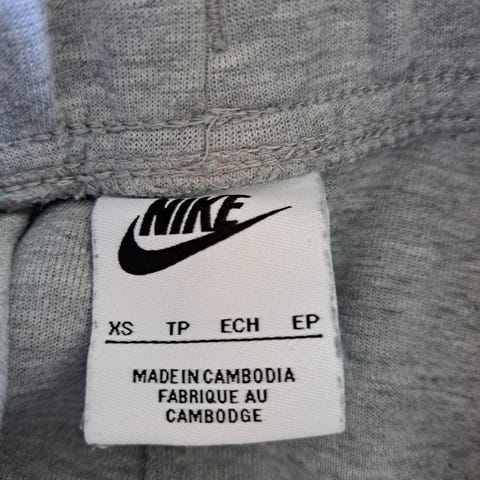 NIKE
XS TP ECH EP
MADE IN CAMBODIA
FABRIQUE AU
CAMBODGE